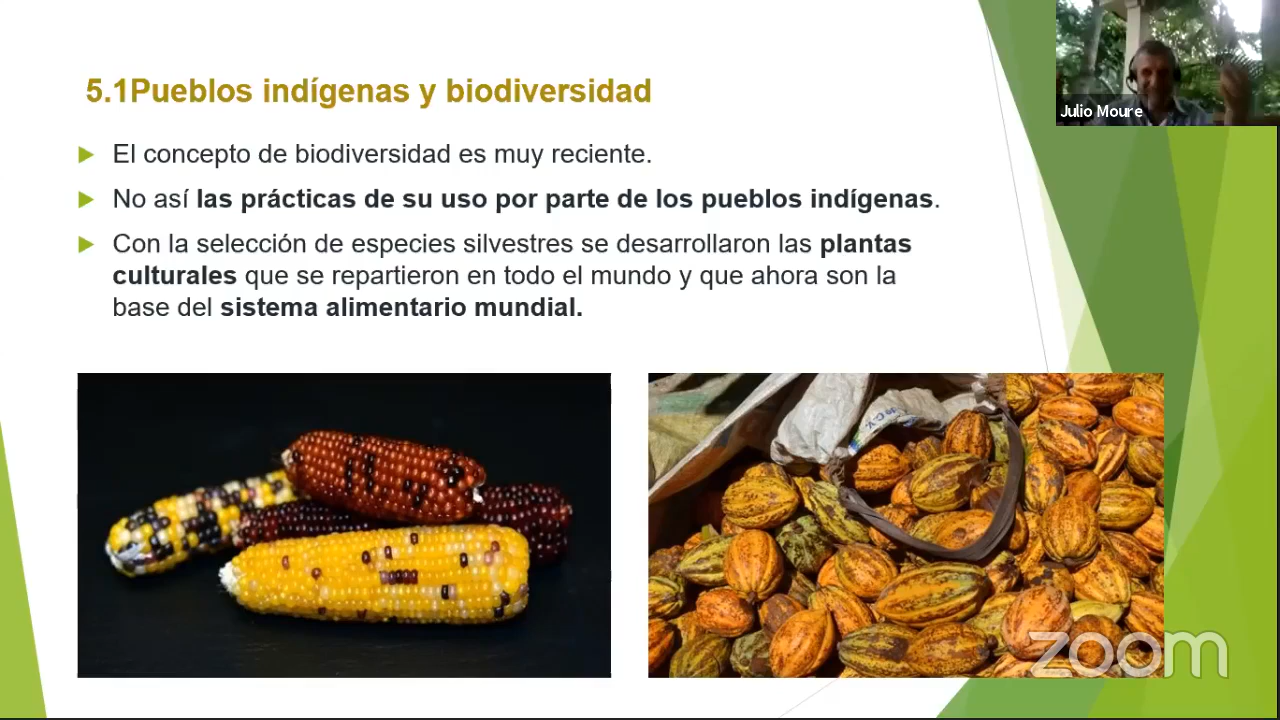 Julio Moure
5.1Pueblos indígenas y biodiversidad
El concepto de biodiversidad es muy reciente.
No así las prácticas de su uso por parte de los pueblos indígenas.
Con la selección de especies silvestres se desarrollaron las plantas
culturales que se repartieron en todo el mundo y que ahora son la
base del sistema alimentario mundial.
zoom